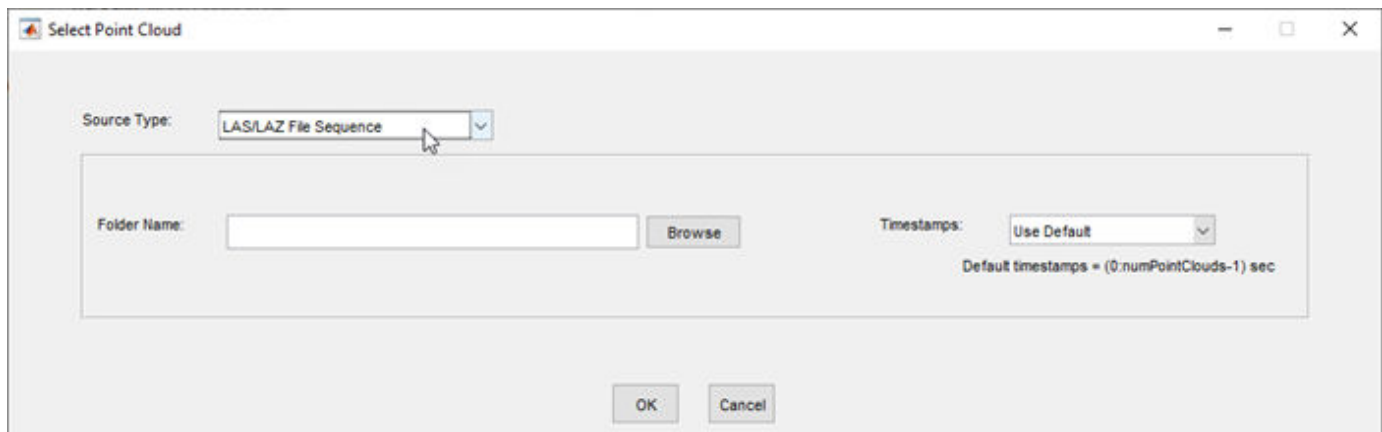 Select Point Cloud
Source Type:
LAS/LAZ File Sequence
Folder Name:
Browse
Timestamps:
Use Default
Default timestamps = (0:numPointClouds-1) sec
OK
Cancel